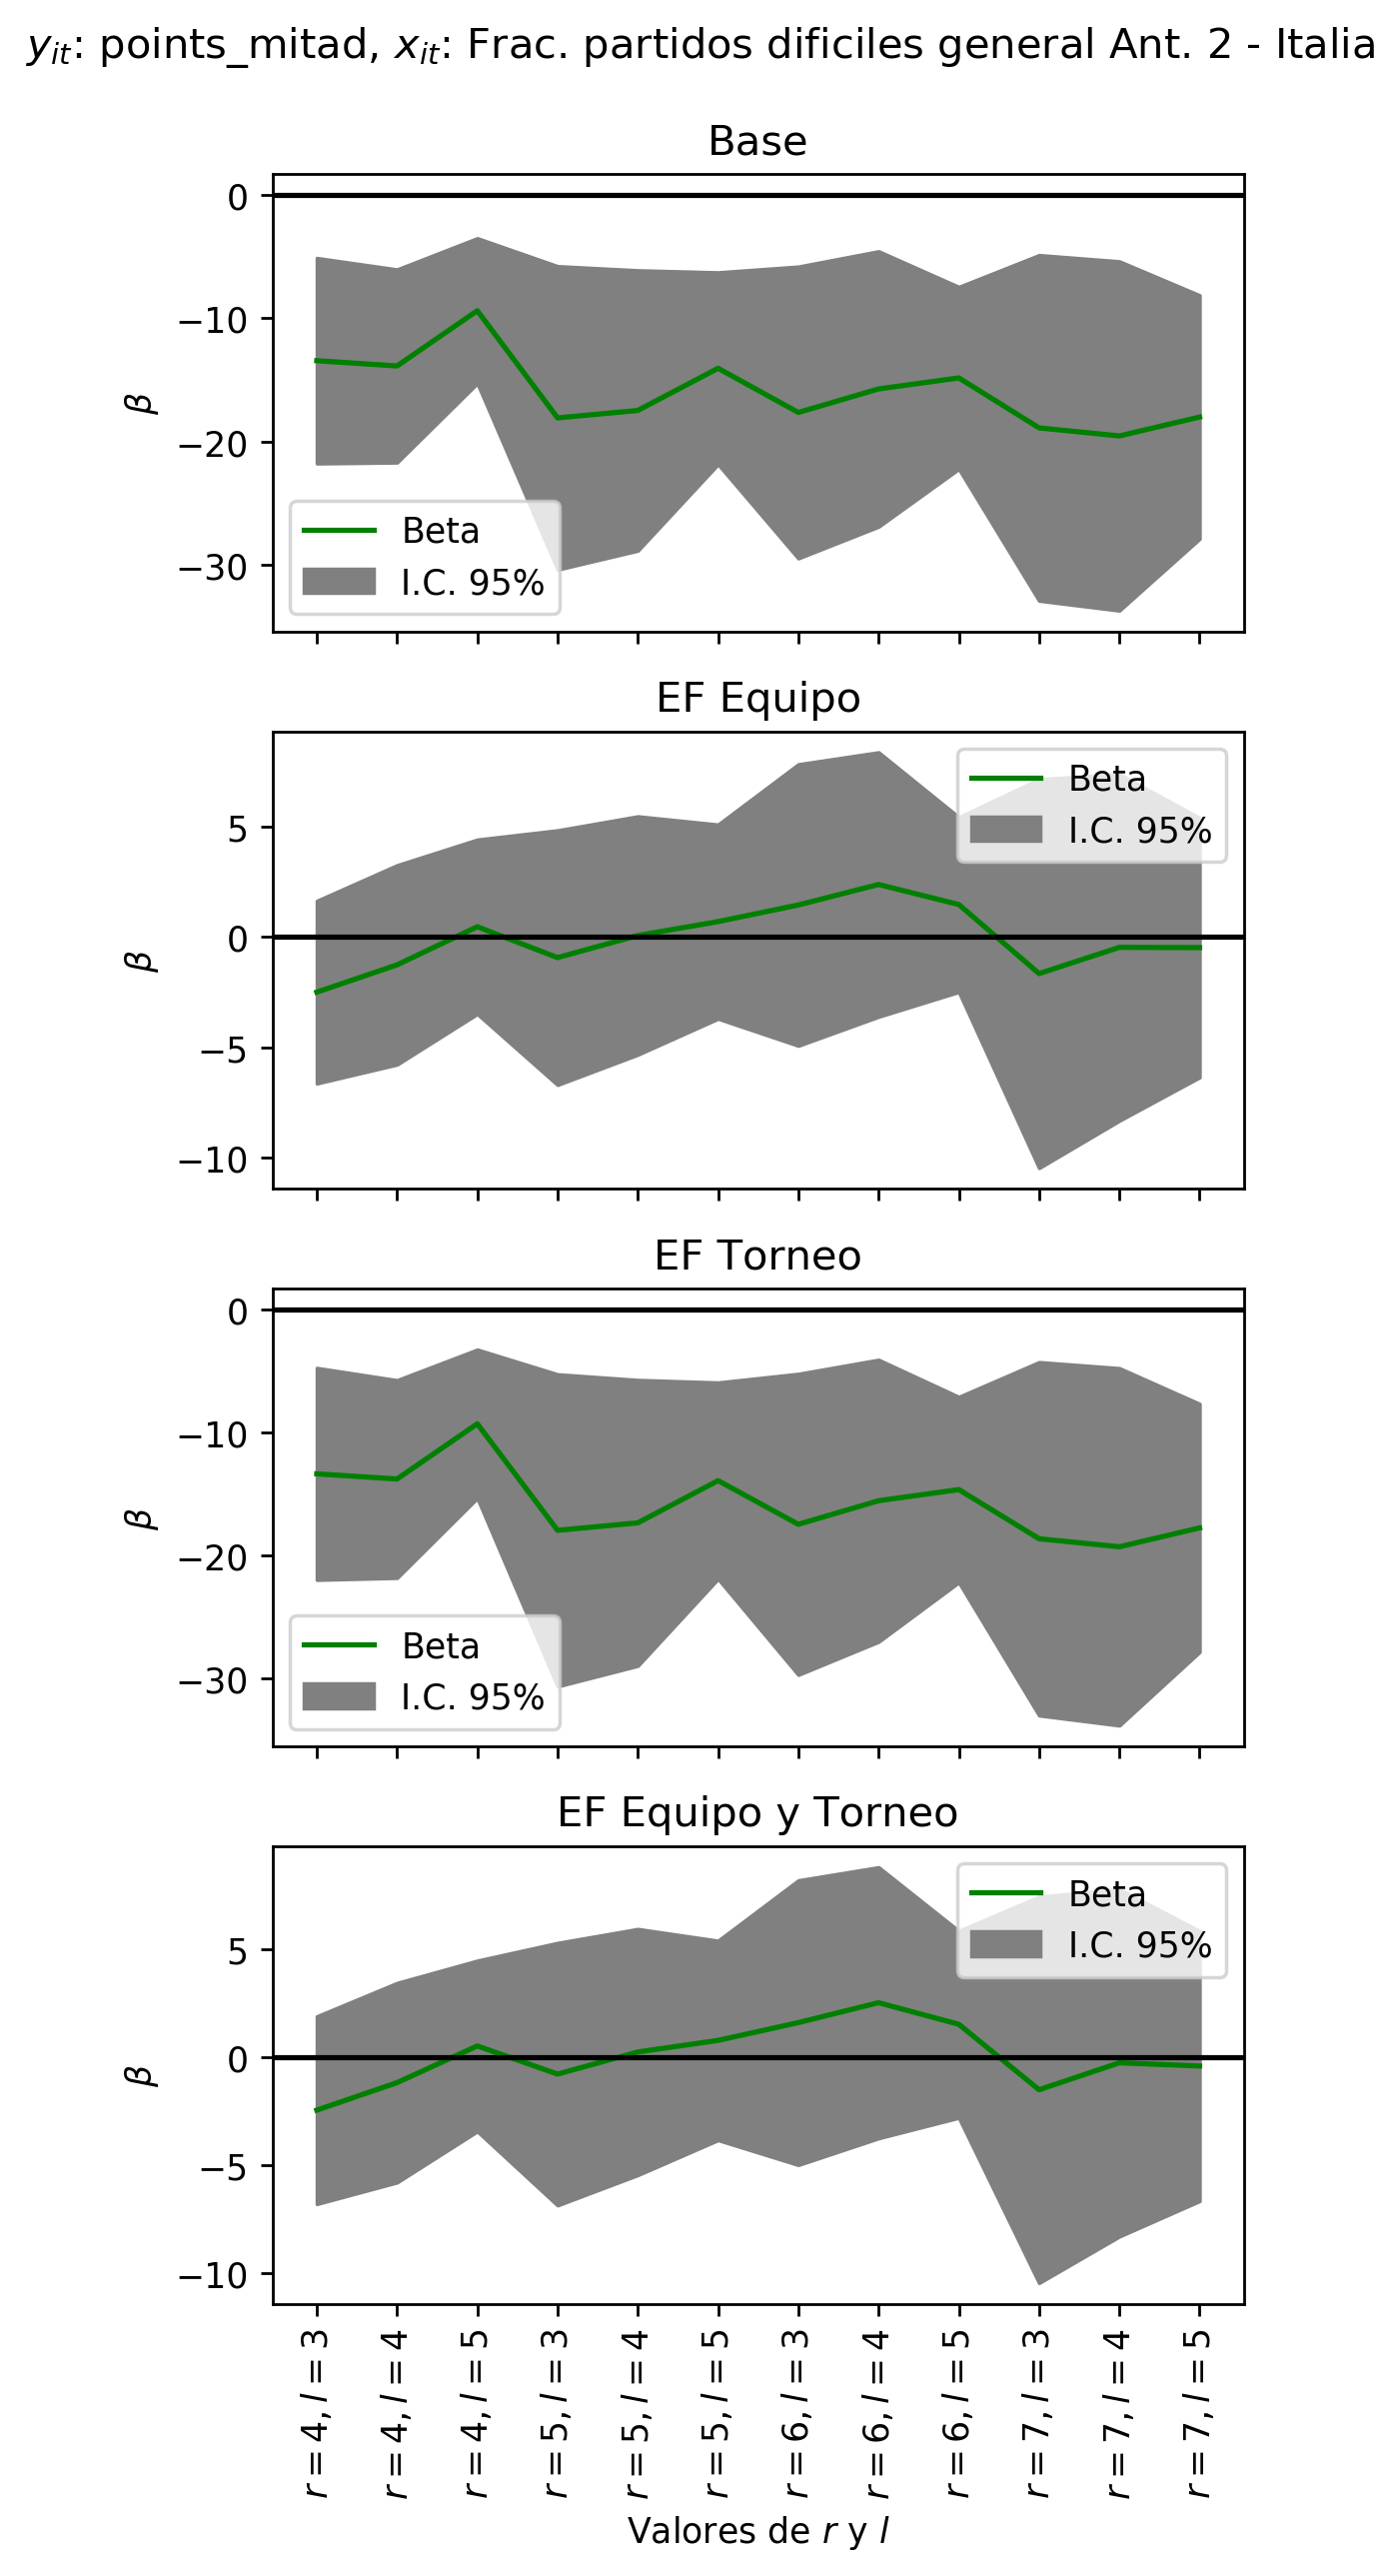 y_it: points_mitad, x_it: Frac. partidos dificiles general Ant. 2 - Italia
Base
0
−10
−20
−30
β
Beta
I.C. 95%
EF Equipo
5
0
−5
−10
β
Beta
I.C. 95%
EF Torneo
0
−10
−20
−30
β
Beta
I.C. 95%
EF Equipo y Torneo
5
0
−5
−10
β
Beta
I.C. 95%
r = 4, l = 3
r = 4, l = 4
r = 4, l = 5
r = 5, l = 3
r = 5, l = 4
r = 5, l = 5
r = 6, l = 3
r = 6, l = 4
r = 6, l = 5
r = 7, l = 3
r = 7, l = 4
r = 7, l = 5
Valores de r y l